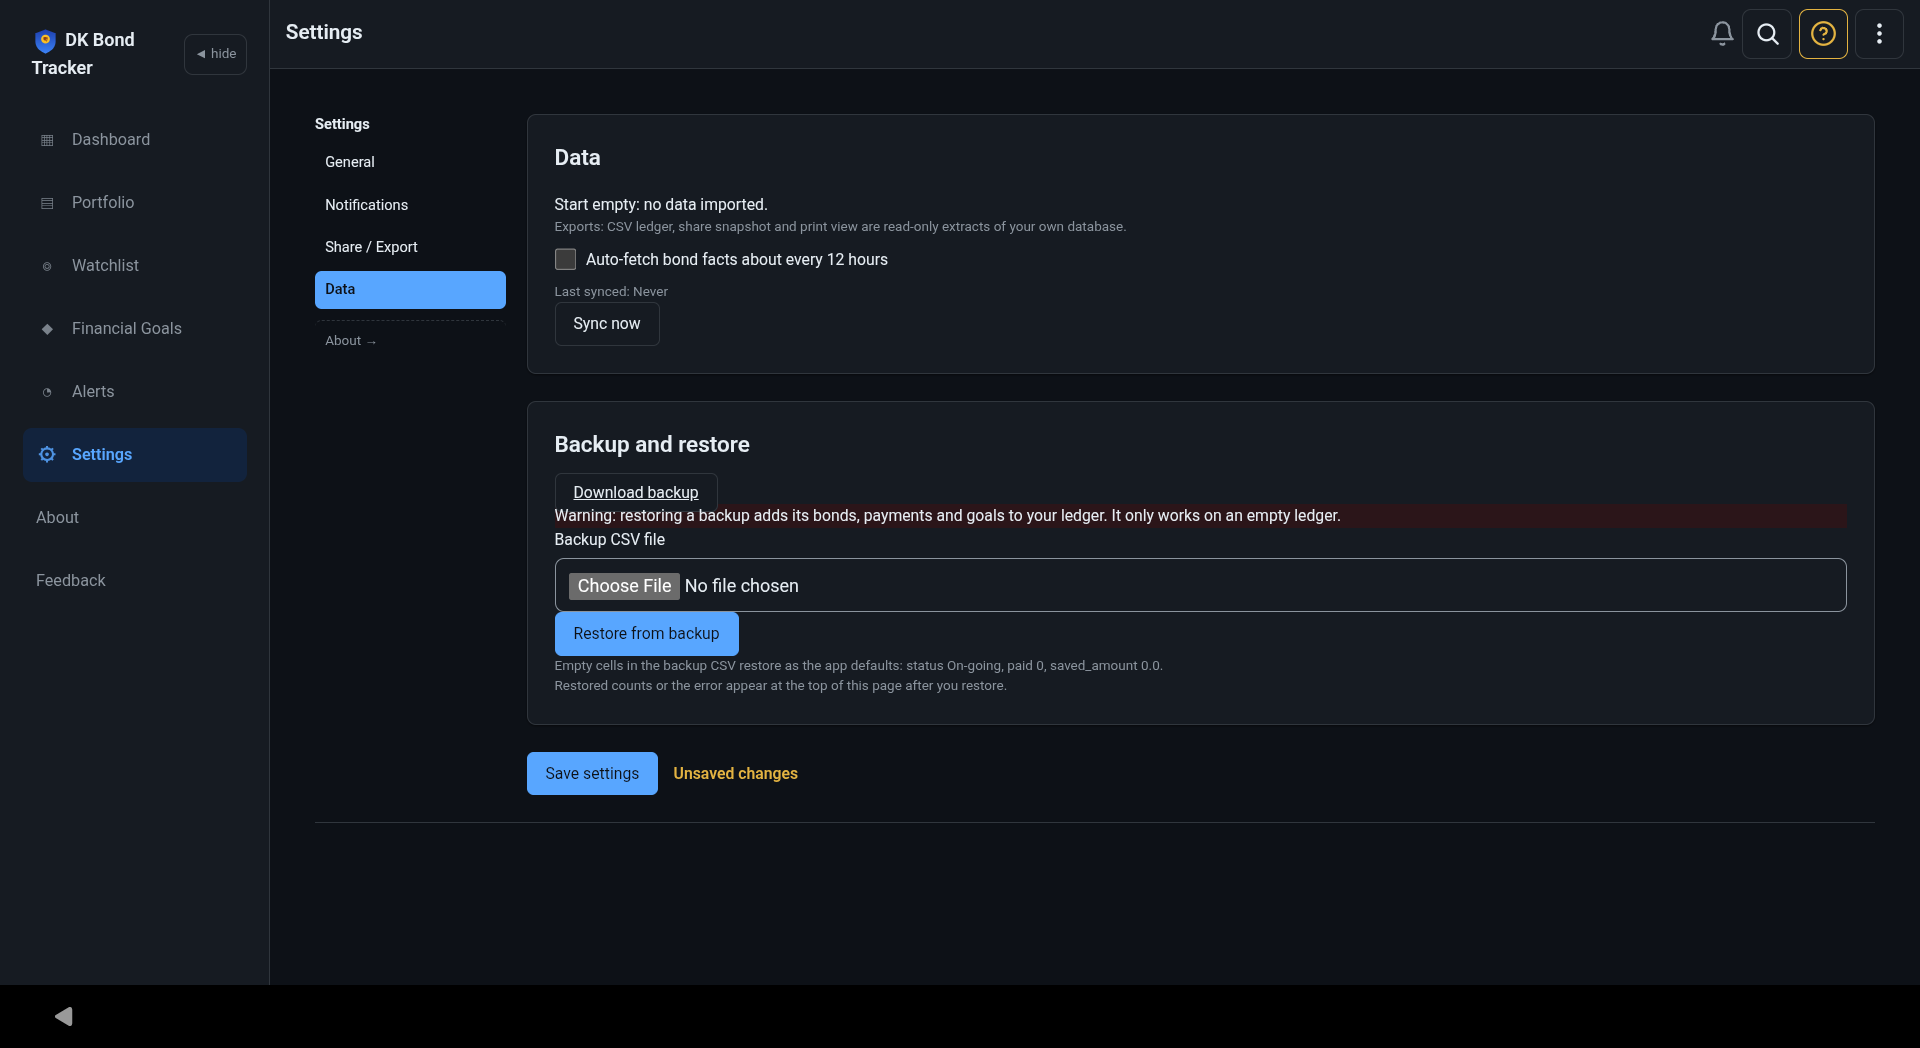 DK Bond
Tracker
◄ hide
Settings
Dashboard
Portfolio
Watchlist
Financial Goals
Alerts
Settings
About
Feedback
Settings
General
Notifications
Share / Export
Data
About →
Data
Start empty: no data imported.
Exports: CSV ledger, share snapshot and print view are read-only extracts of your own database.
Auto-fetch bond facts about every 12 hours
Last synced: Never
Sync now
Backup and restore
Download backup
Warning: restoring a backup adds its bonds, payments and goals to your ledger. It only works on an empty ledger.
Backup CSV file
Choose File No file chosen
Restore from backup
Empty cells in the backup CSV restore as the app defaults: status On-going, paid 0, saved_amount 0.0.
Restored counts or the error appear at the top of this page after you restore.
Save settings Unsaved changes